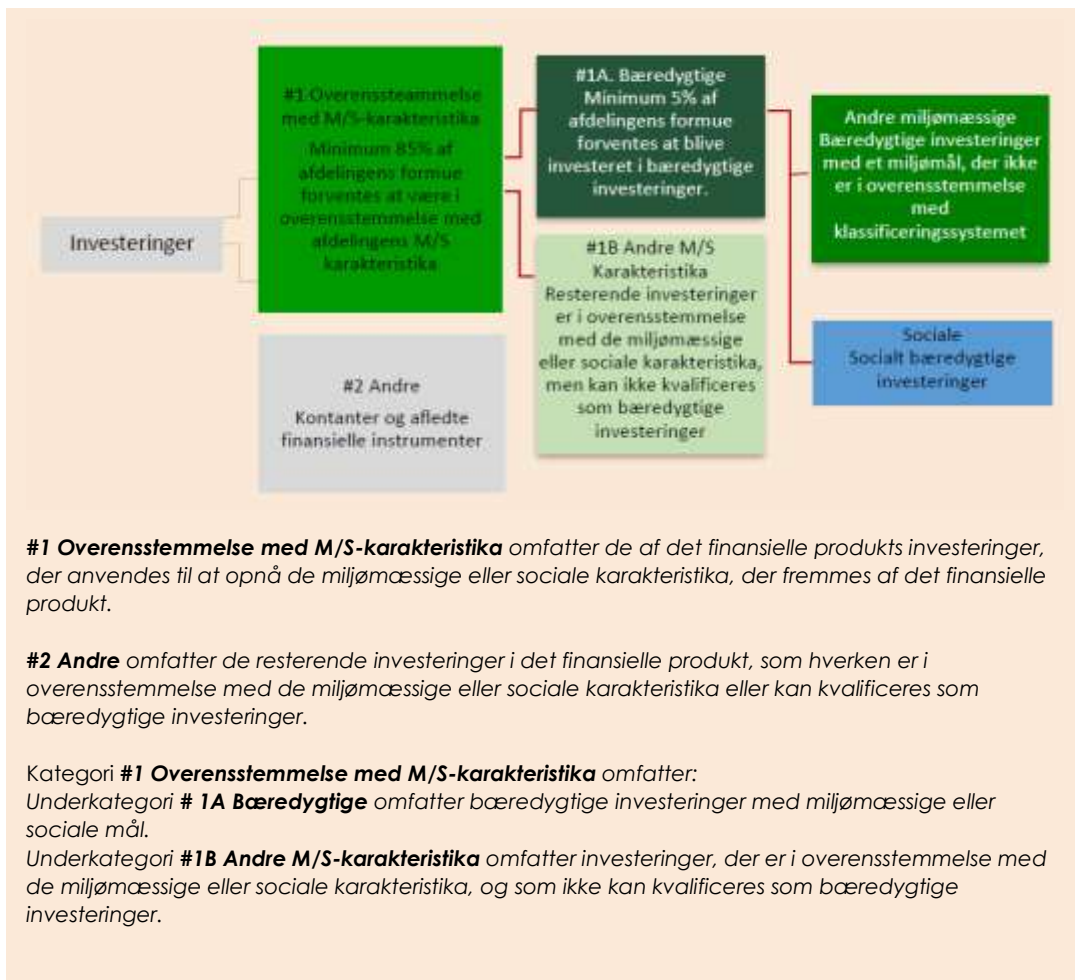 Investeringer
#1 Overenssteammelse
med M/S-karakteristika
Minimum 85% af
afdelingens formue
forventes at være i
overensstemmelse med
afdelingens M/S
karakteristika
#2 Andre
Kontanter og afledte
finansielle instrumenter
#1A. Bæredygtige
Minimum 5% af
afdelingens formue
forventes at blive
investeret i bæredygtige
investeringer.
#1B Andre M/S
Karakteristika
Resterende investeringer
er i overensstemmelse
med de miljømæssige
eller sociale karakteristika,
men kan ikke kvalificeres
som bæredygtige
investeringer
Andre miljømæssige
Bæredygtige investeringer
med et miljømål, der ikke
er i overensstemmelse
med
klassificeringssystemet
Sociale
Socialt bæredygtige
investeringer
#1 Overensstemmelse med M/S-karakteristika omfatter de af det finansielle produkts investeringer,
der anvendes til at opnå de miljømæssige eller sociale karakteristika, der fremmes af det finansielle
produkt.
#2 Andre omfatter de resterende investeringer i det finansielle produkt, som hverken er i
overensstemmelse med de miljømæssige eller sociale karakteristika eller kan kvalificeres som
bæredygtige investeringer.
Kategori #1 Overensstemmelse med M/S-karakteristika omfatter:
Underkategori # 1A Bæredygtige omfatter bæredygtige investeringer med miljømæssige eller
sociale mål.
Underkategori #1B Andre M/S-karakteristika omfatter investeringer, der er i overensstemmelse med
de miljømæssige eller sociale karakteristika, og som ikke kan kvalificeres som bæredygtige
investeringer.